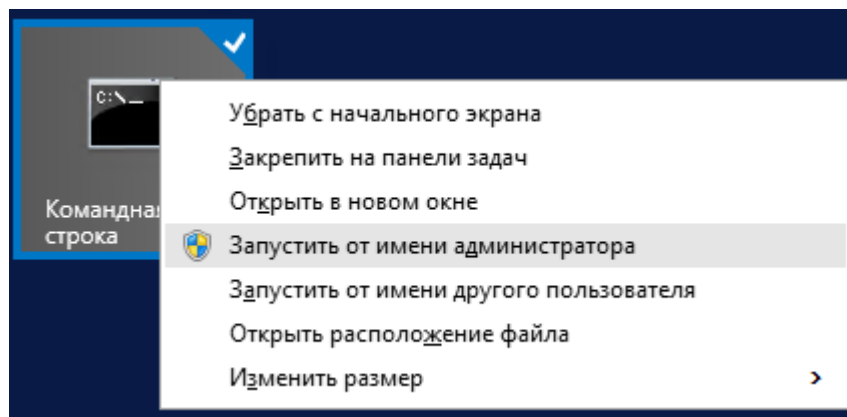 C:\_
Убрать с начального экрана
Закрепить на панели задач
Открыть в новом окне
Командная
строка
Запустить от имени администратора
Запустить от имени другого пользователя
Открыть расположение файла
Изменить размер